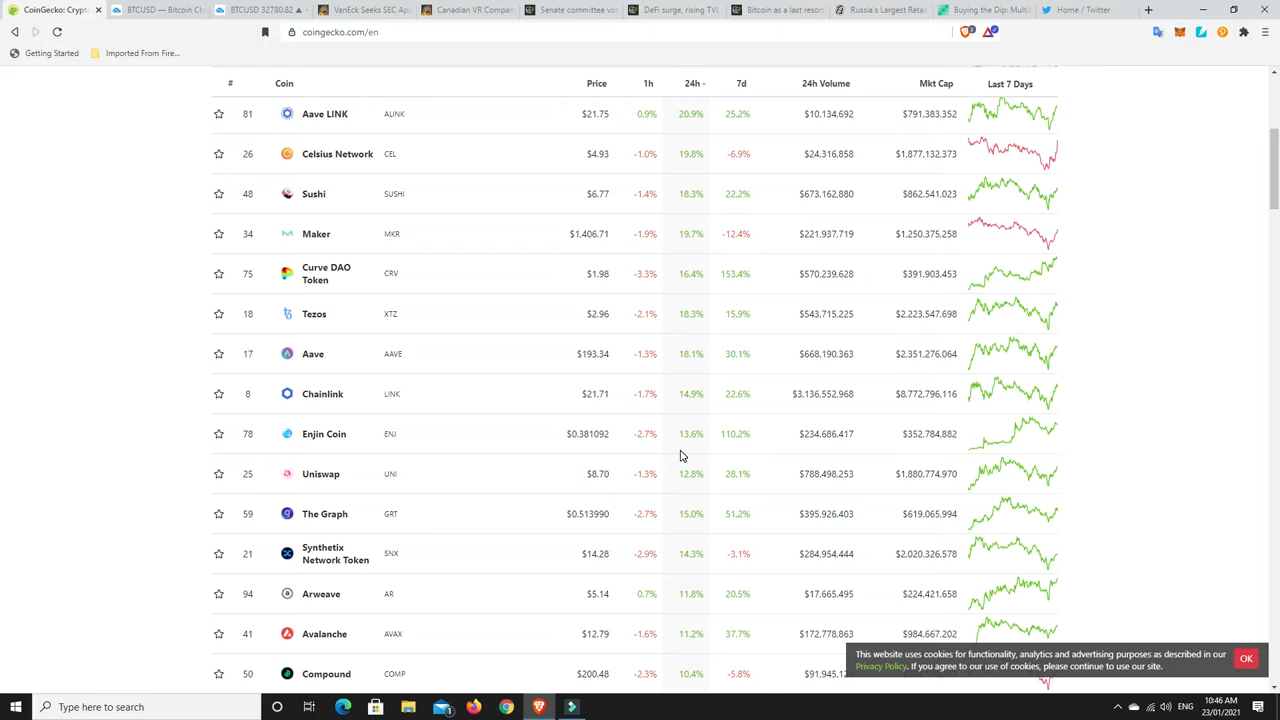 CoinGecko: Crypto
BTCUSD — Bitcoin Ch
BTCUSD 32780.82
VanEck Seeks SEC App
Canadian VR Compar
Senate committee vot
DeFi surge, rising TVL
Bitcoin as a last resor
Russia's Largest Retail
Buying the Dip: Multi
Home / Twitter
coingecko.com/en
Getting Started
Imported From Fire...
# Coin Price 1h 24h 7d 24h Volume Mkt Cap Last 7 Days
81 Aave LINK ALINK $21.75 0.9% 20.9% 25.2% $10,134,692 $791,383,352
26 Celsius Network CEL $4.93 -1.0% 19.8% -6.9% $24,316,858 $1,877,132,373
48 Sushi SUSHI $6.77 -1.4% 18.3% 22.2% $673,162,880 $862,541,023
34 Maker MKR $1,406.71 -1.9% 19.7% -12.4% $221,937,719 $1,250,375,258
75 Curve DAO Token CRV $1.98 -3.3% 16.4% 153.4% $570,239,628 $391,903,453
18 Tezos XTZ $2.96 -2.1% 18.3% 15.9% $543,715,225 $2,223,547,698
17 Aave AAVE $193.34 -1.3% 18.1% 30.1% $668,190,363 $2,351,276,064
8 Chainlink LINK $21.71 -1.7% 14.9% 22.6% $3,136,552,968 $8,772,796,116
78 Enjin Coin ENJ $0.381092 -2.7% 13.6% 110.2% $234,686,417 $352,784,882
25 Uniswap UNI $8.70 -1.3% 12.8% 28.1% $788,498,253 $1,880,774,970
59 The Graph GRT $0.513990 -2.7% 15.0% 51.2% $395,926,403 $619,065,994
21 Synthetix Network Token SNX $14.28 -2.9% 14.3% -3.1% $284,954,444 $2,020,326,578
94 Arweave AR $5.14 0.7% 11.8% 20.5% $17,665,495 $224,421,658
41 Avalanche AVAX $12.79 -1.6% 11.2% 37.7% $172,778,863 $984,667,202
50 Compound COMP $200.48 -2.3% 10.4% -5.8%
This website uses cookies for functionality, analytics and advertising purposes as described in our
Privacy Policy. If you agree to our use of cookies, please continue to use our site.
OK
Type here to search
ENG
10:46 AM
23/01/2021